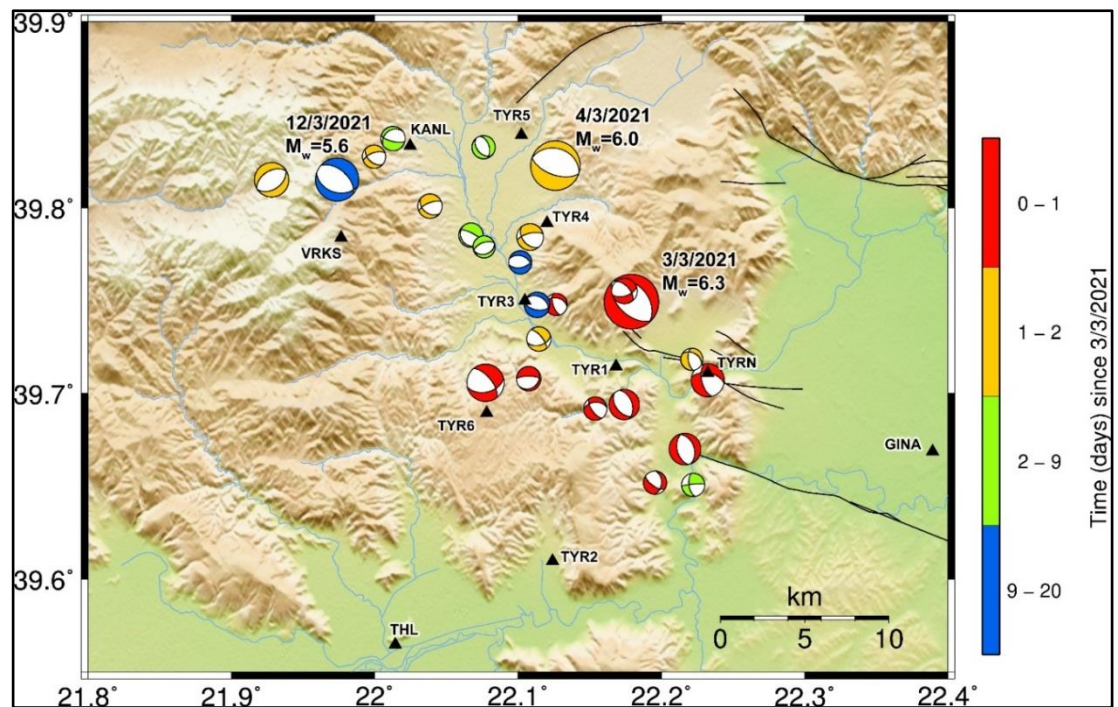 39.9°
39.8°
39.7°
39.6°
21.8°
21.9°
22°
22.1°
22.2°
22.3°
22.4°
12/3/2021
M_w=5.6
KANL
TYR5
4/3/2021
M_w=6.0
VRKS
TYR4
3/3/2021
M_w=6.3
TYR3
TYR1
TYRN
TYR6
GINA
TYR2
THL
km
0 5 10
0 - 1
1 - 2
2 - 9
9 - 20
Time (days) since 3/3/2021